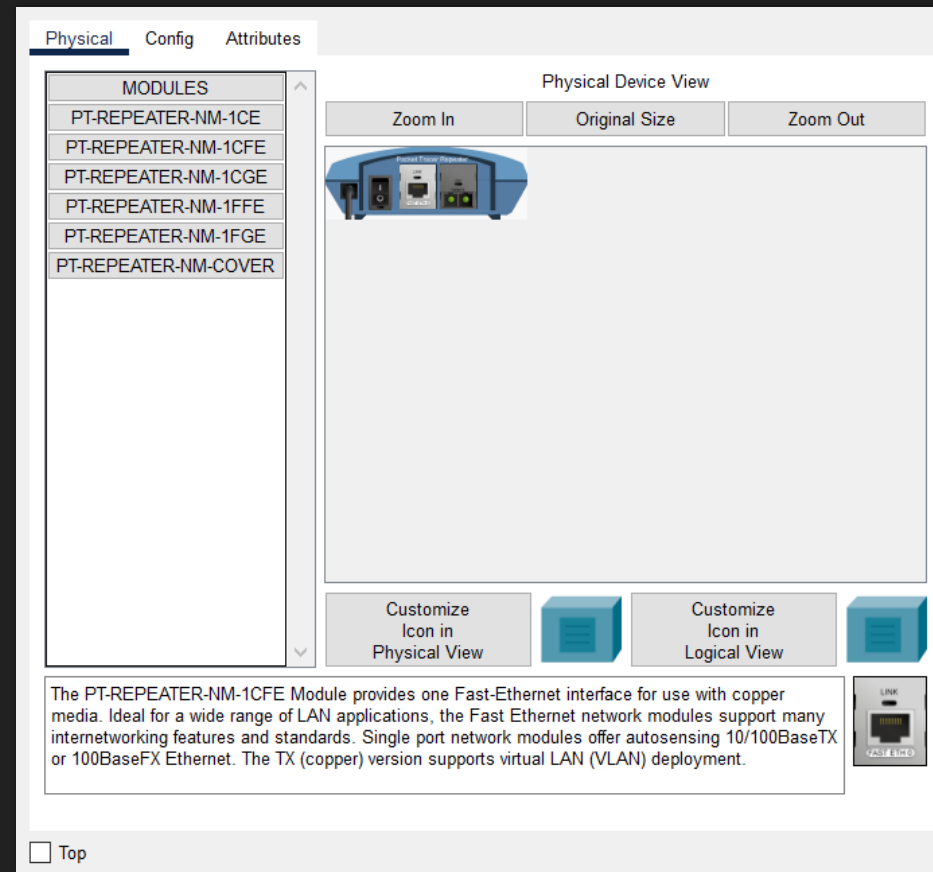 Physical Config Attributes
MODULES
PT-REPEATER-NM-1CE
PT-REPEATER-NM-1CFE
PT-REPEATER-NM-1CGE
PT-REPEATER-NM-1FFE
PT-REPEATER-NM-1FGE
PT-REPEATER-NM-COVER
Physical Device View
Zoom In Original Size Zoom Out
Packet Tracer Repeater
LINK
Customize
Icon in
Physical View
Customize
Icon in
Logical View
The PT-REPEATER-NM-1CFE Module provides one Fast-Ethernet interface for use with copper
media. Ideal for a wide range of LAN applications, the Fast Ethernet network modules support many
internetworking features and standards. Single port network modules offer autosensing 10/100BaseTX
or 100BaseFX Ethernet. The TX (copper) version supports virtual LAN (VLAN) deployment.
LINK
FAST ETH 0
Top